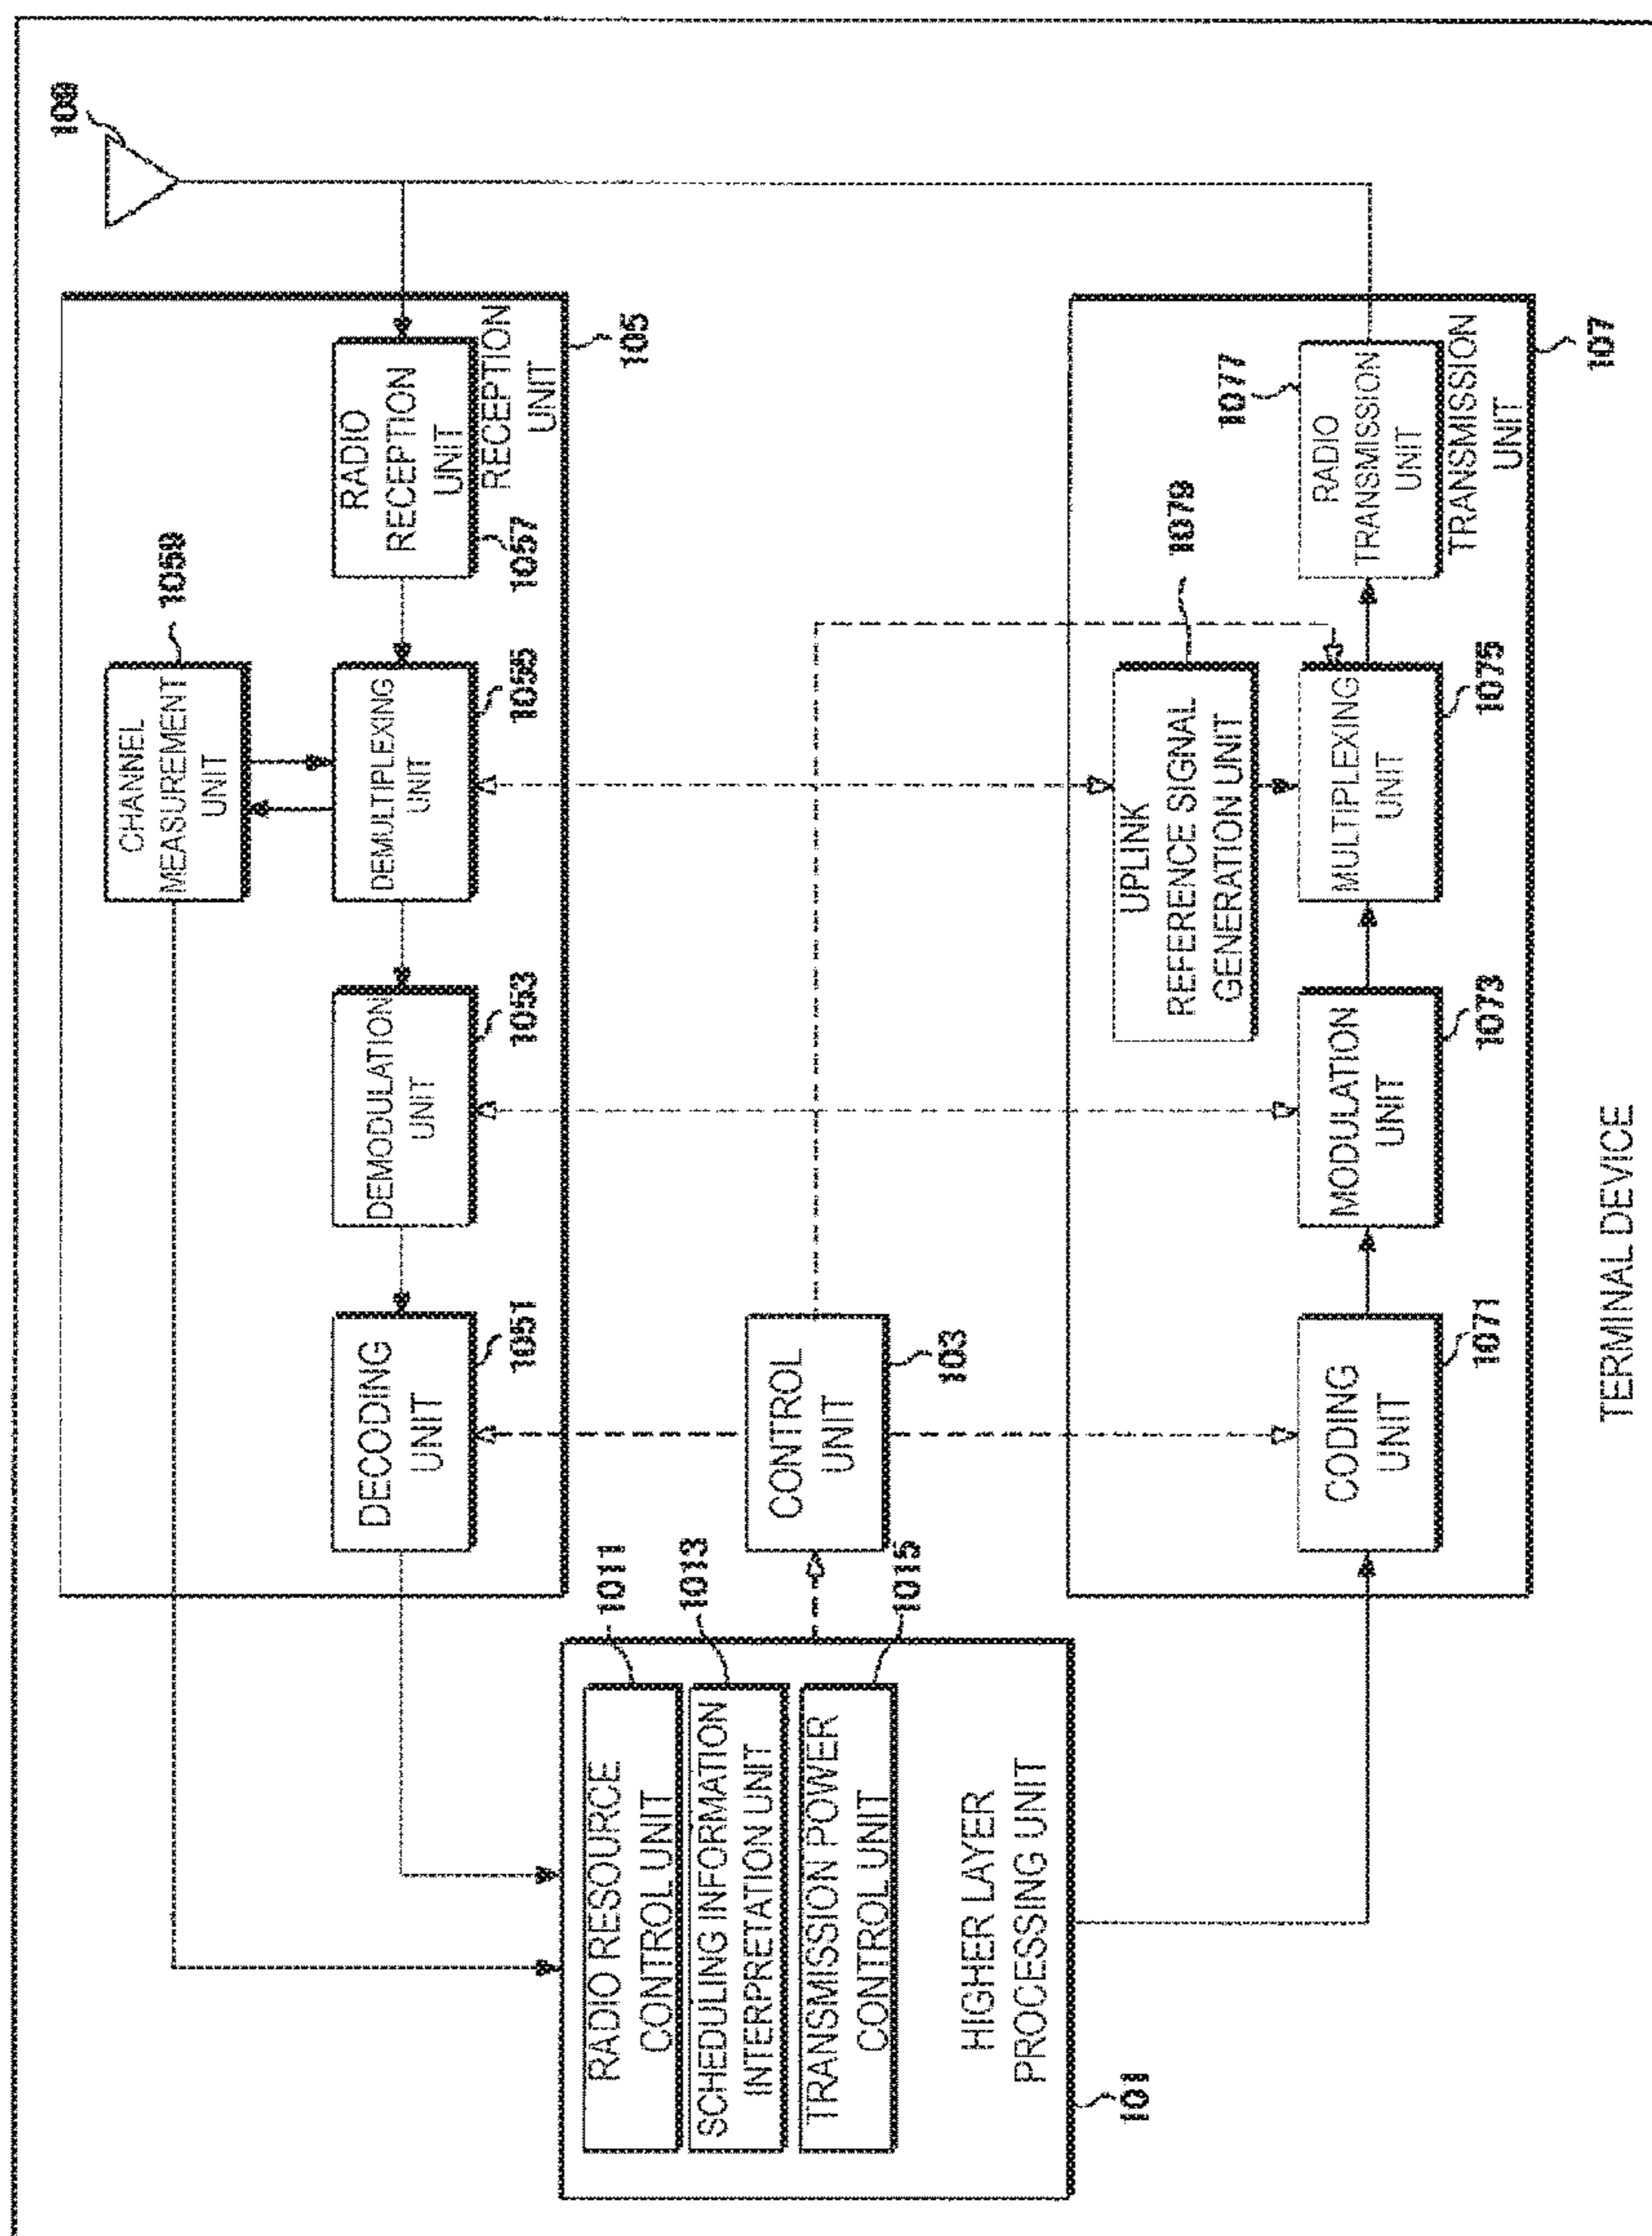 109
RADIO
RECEPTION
UNIT
RECEPTION
UNIT
105
1057
CHANNEL
MEASUREMENT
UNIT
1059
DEMULTIPLEXING
UNIT
1055
DEMODULATION
UNIT
1053
DECODING
UNIT
1051
CONTROL
UNIT
103
RADIO RESOURCE
CONTROL UNIT
1011
SCHEDULING INFORMATION
INTERPRETATION UNIT
1013
TRANSMISSION POWER
CONTROL UNIT
1015
HIGHER LAYER
PROCESSING UNIT
101
CODING
UNIT
1071
MODULATION
UNIT
1073
UPLINK
REFERENCE SIGNAL
GENERATION UNIT
1079
MULTIPLEXING
UNIT
1075
RADIO
TRANSMISSION
UNIT
1077
TRANSMISSION
UNIT
107
TERMINAL DEVICE